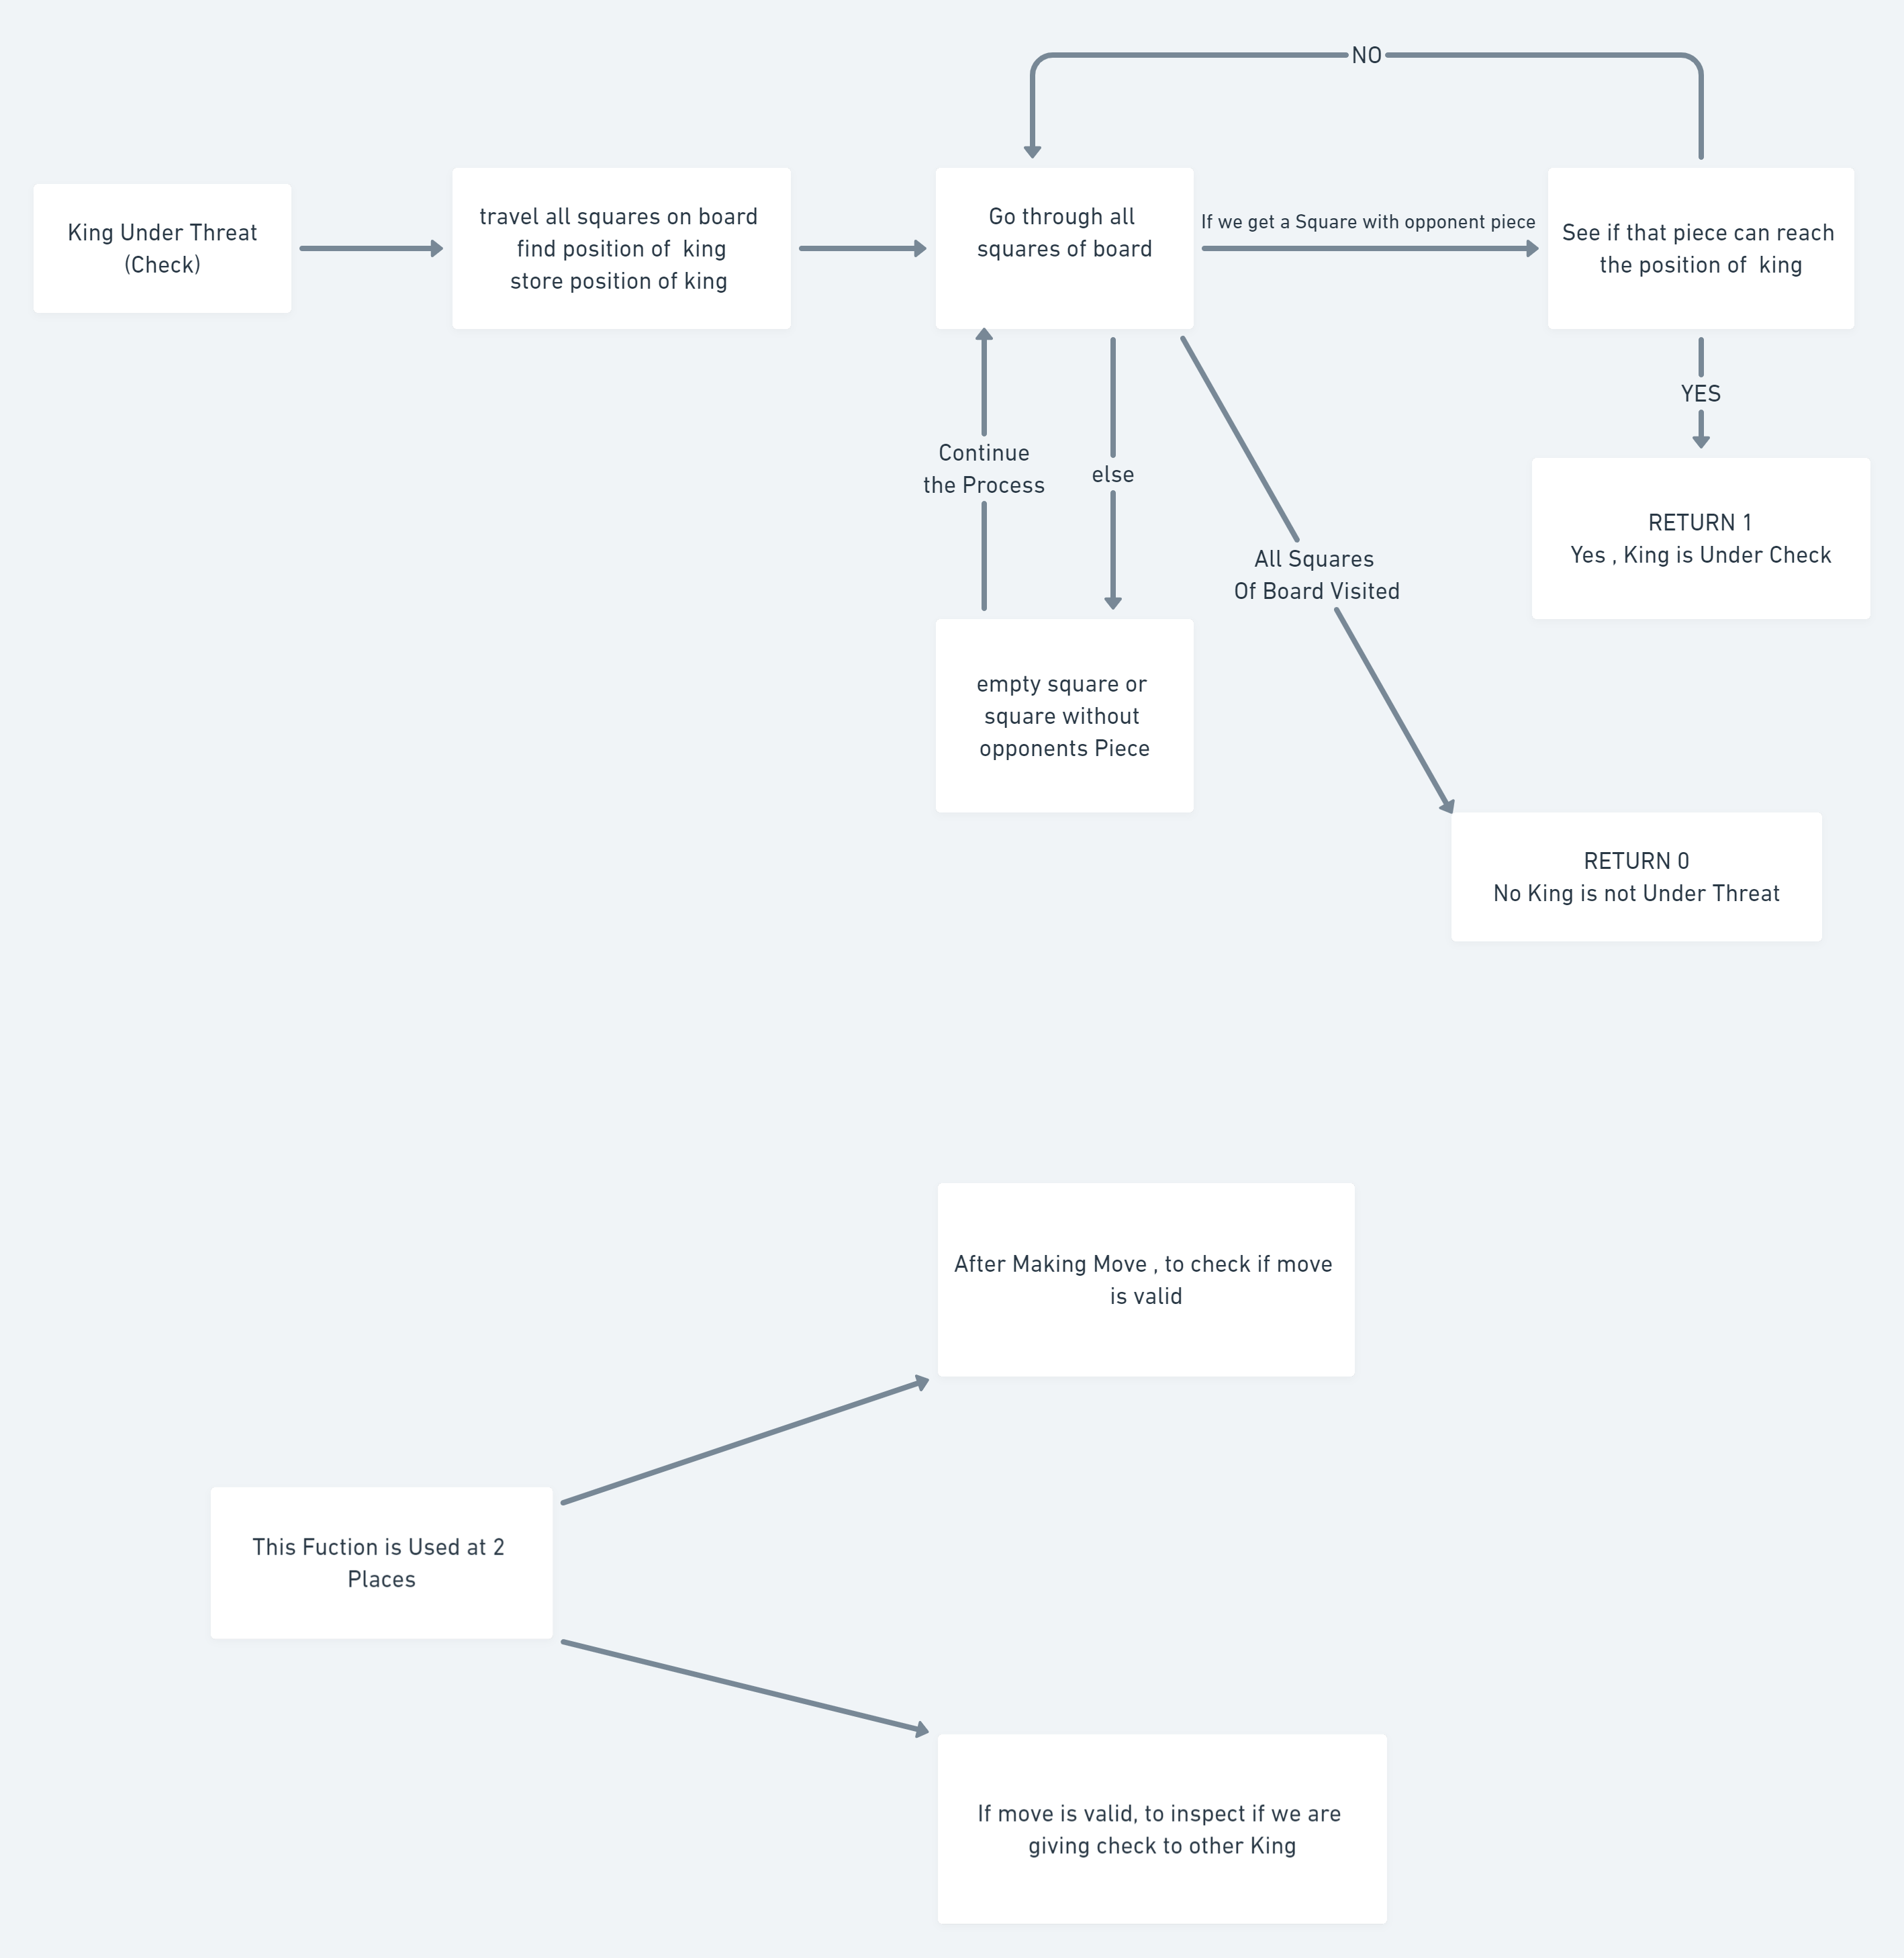 NO
King Under Threat
(Check)
travel all squares on board
find position of  king
store position of king
Go through all
squares of board
If we get a Square with opponent piece
See if that piece can reach
the position of  king
YES
Continue
the Process
else
RETURN 1
Yes , King is Under Check
All Squares
Of Board Visited
empty square or
square without
opponents Piece
RETURN 0
No King is not Under Threat
After Making Move , to check if move
is valid
This Fuction is Used at 2
Places
If move is valid, to inspect if we are
giving check to other King